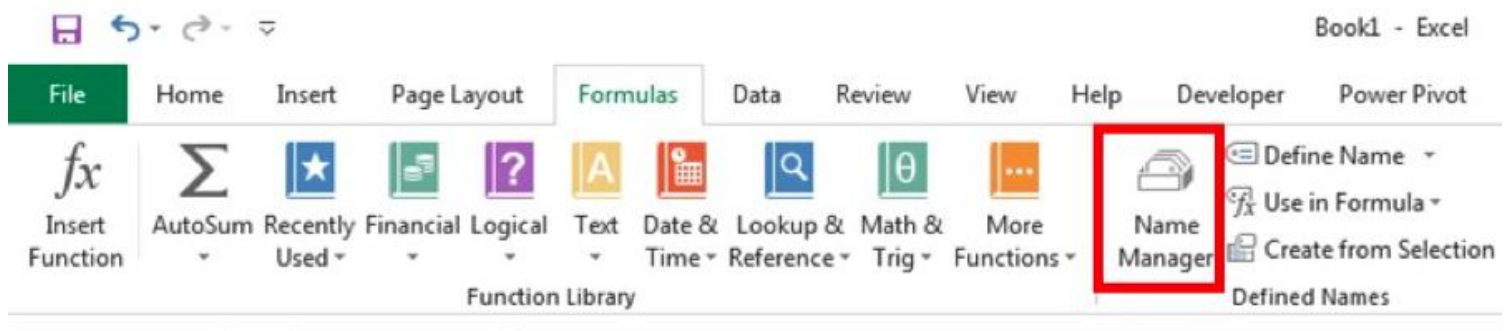 Book1 - Excel
File Home Insert Page Layout Formulas Data Review View Help Developer Power Pivot
fx Insert Function
Σ AutoSum
Recently Used
Financial
? Logical
A Text
Date & Time
Lookup & Reference
θ Math & Trig
... More Functions
Function Library
Name Manager
Define Name
fx Use in Formula
Create from Selection
Defined Names